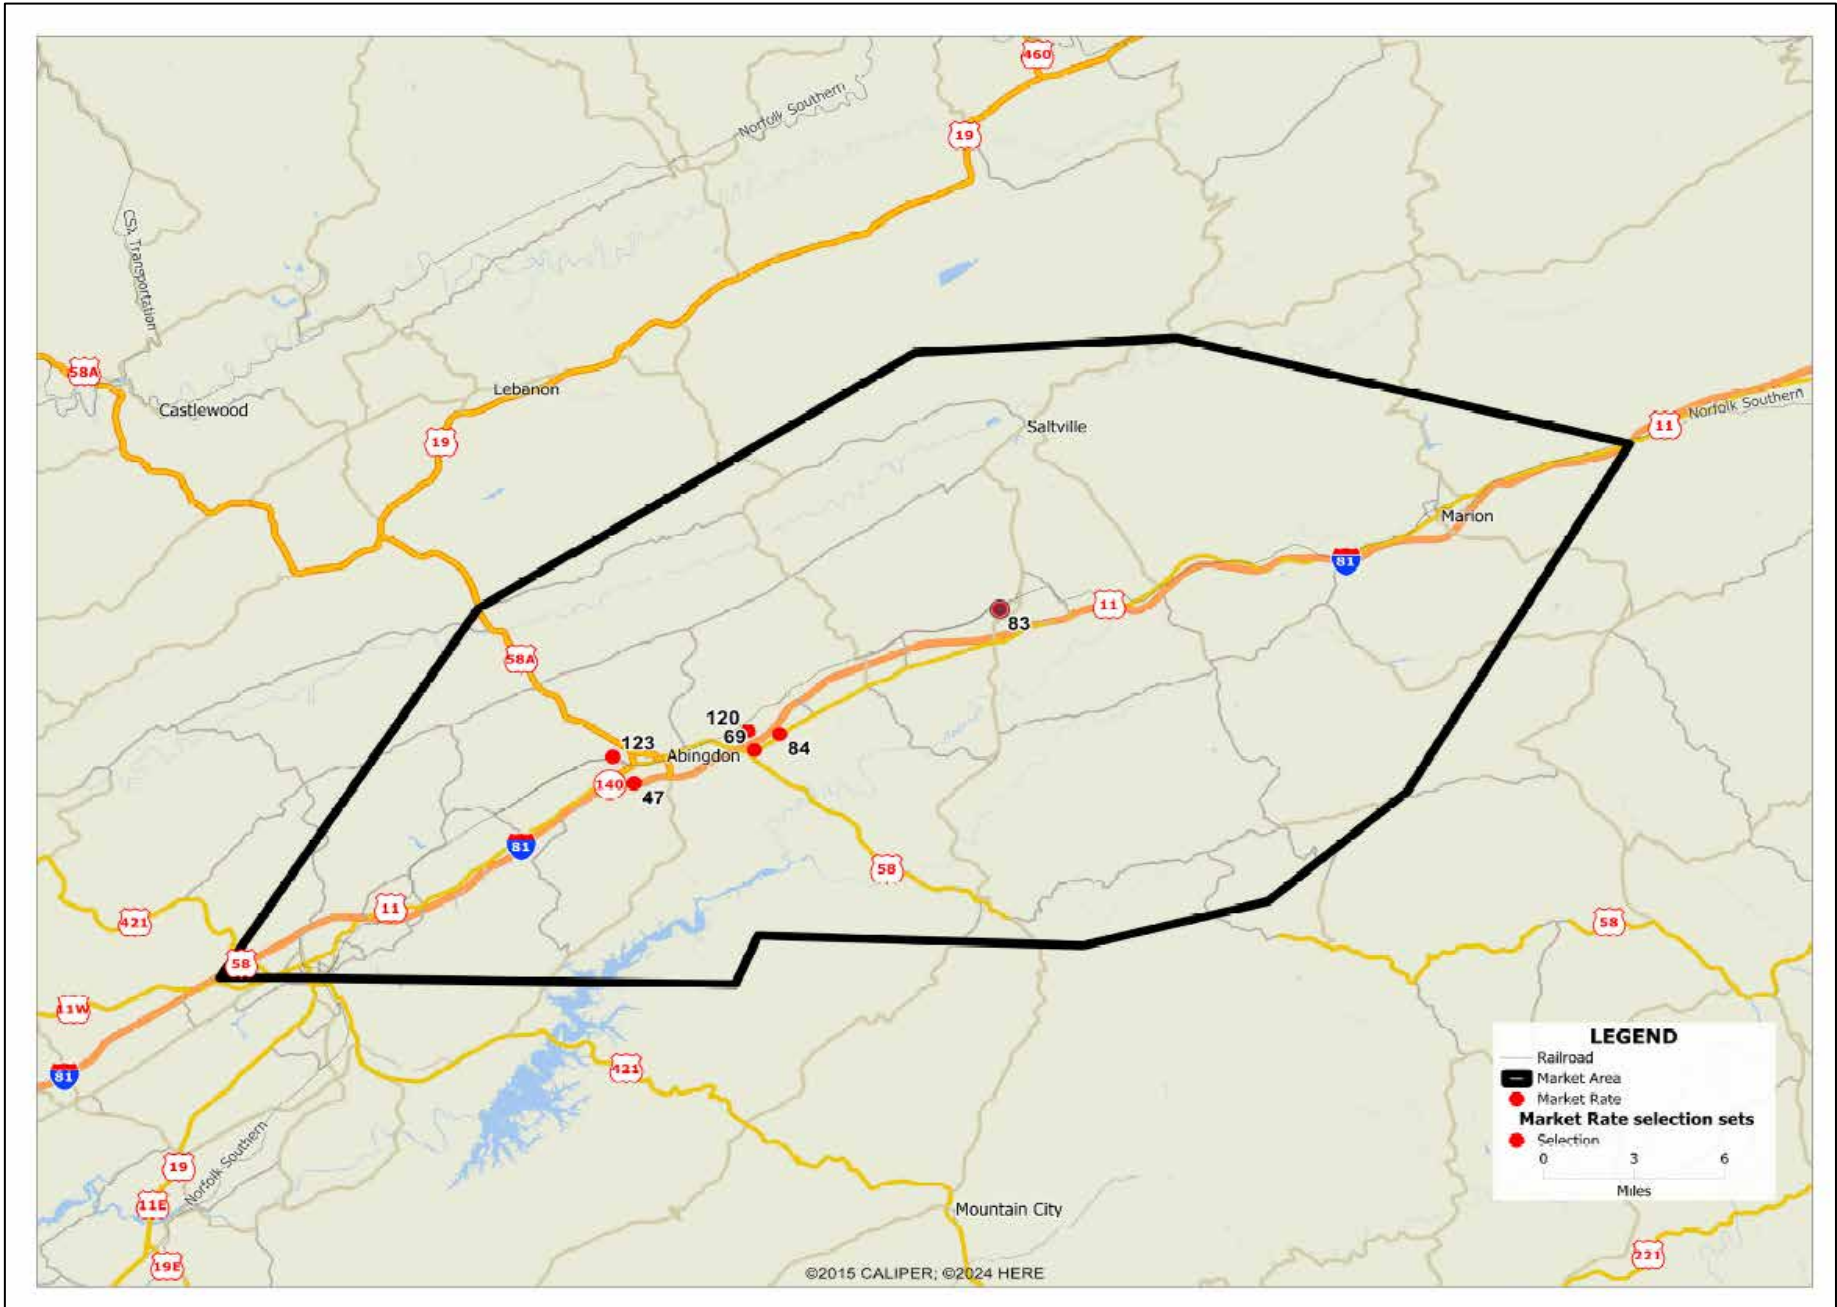 460
Norfolk Southern
19
CSX Transportation
58A
Lebanon
Castlewood
19
Norfolk Southern
11
Saltville
Marion
81
11
83
58A
120
69
84
123
Abingdon
140
47
81
58
11
421
58
58
11W
421
81
LEGEND
Railroad
Market Area
Market Rate
Market Rate selection sets
Selection
0 3 6
Miles
Norfolk Southern
19
11E
19E
Mountain City
221
©2015 CALIPER; ©2024 HERE